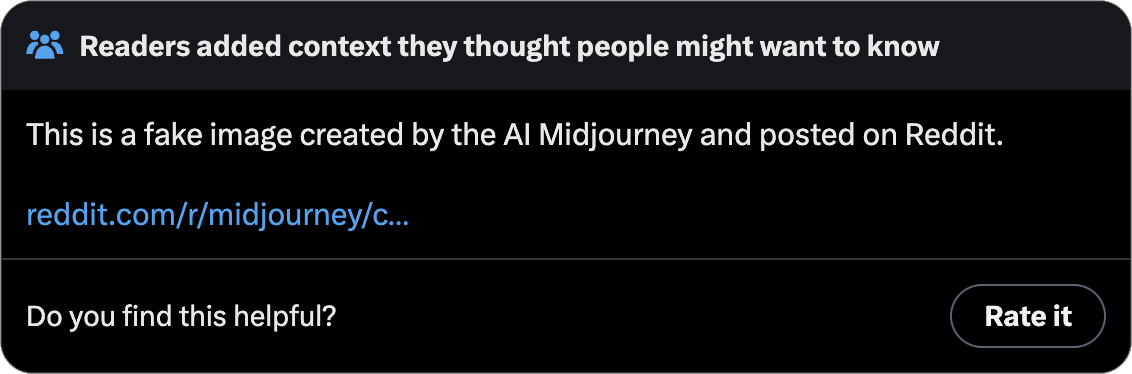 Readers added context they thought people might want to know
This is a fake image created by the AI Midjourney and posted on Reddit.
reddit.com/r/midjourney/c...
Do you find this helpful?
Rate it